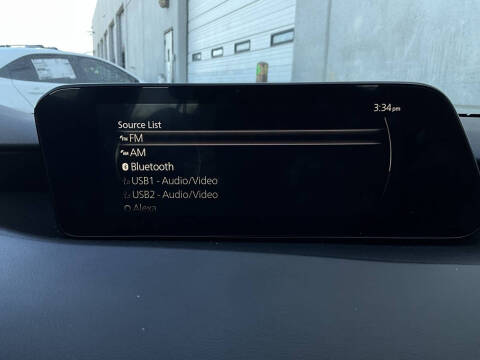 3:34pm
Source List
FM
AM
Bluetooth
USB1 - Audio/Video
USB2 - Audio/Video
Alexa